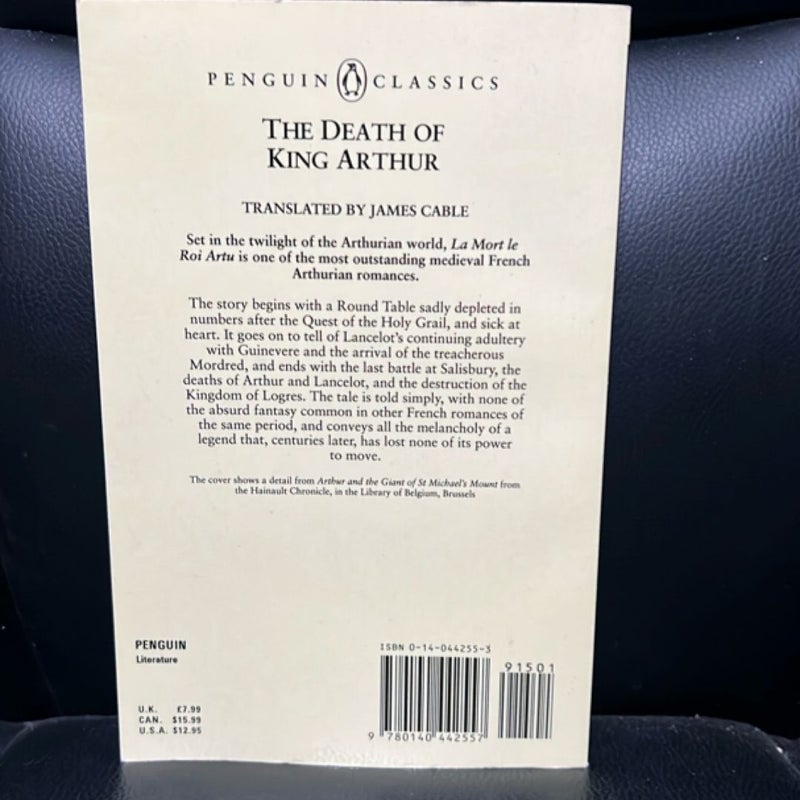 PENGUIN CLASSICS
THE DEATH OF
KING ARTHUR
TRANSLATED BY JAMES CABLE
Set in the twilight of the Arthurian world, La Mort le
Roi Artu is one of the most outstanding medieval French
Arthurian romances.
The story begins with a Round Table sadly depleted in
numbers after the Quest of the Holy Grail, and sick at
heart. It goes on to tell of Lancelot's continuing adultery
with Guinevere and the arrival of the treacherous
Mordred, and ends with the last battle at Salisbury, the
deaths of Arthur and Lancelot, and the destruction of the
Kingdom of Logres. The tale is told simply, with none of
the absurd fantasy common in other French romances of
the same period, and conveys all the melancholy of a
legend that, centuries later, has lost none of its power
to move.
The cover shows a detail from Arthur and the Giant of St Michael's Mount from
the Hainault Chronicle, in the Library of Belgium, Brussels
PENGUIN
Literature
U.K. £7.99
CAN. $15.99
U.S.A. $12.95
ISBN 0-14-044255-3
91501
9 780140 442557